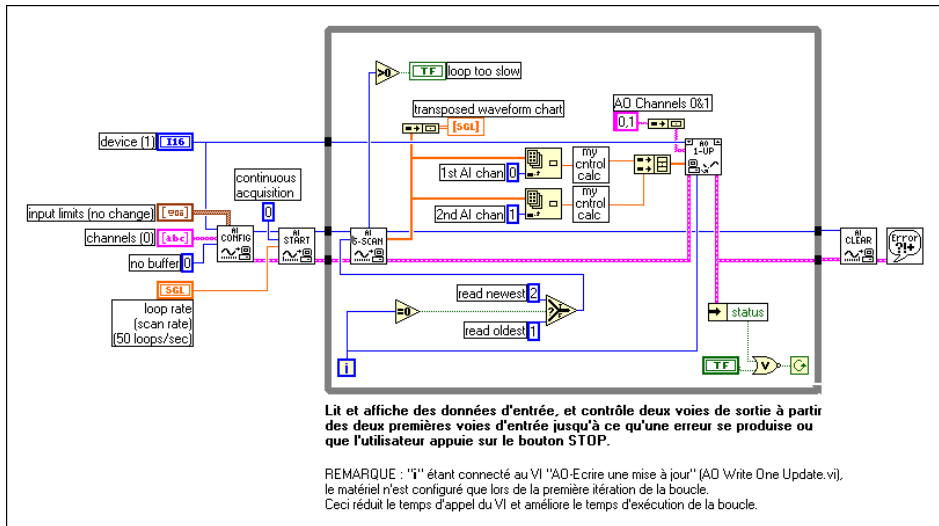 >0
TF
loop too slow
transposed waveform chart
[SGL]
AO Channels 0&1
0,1
AO
1-UP
device (1)
I16
1st AI chan
0
my
cntrol
calc
continuous
acquisition
0
2nd AI chan
1
my
cntrol
calc
input limits (no change)
channels (0)
[abc]
no buffer
0
AI
CONFIG
AI
START
AI
S-SCAN
AI
CLEAR
Error
?!+
SGL
loop rate
(scan rate)
(50 loops/sec)
=0
read newest
2
read oldest
1
i
status
TF
V
Lit et affiche des données d'entrée, et contrôle deux voies de sortie à partir
des deux premières voies d'entrée jusqu'à ce qu'une erreur se produise ou
que l'utilisateur appuie sur le bouton STOP.
REMARQUE : "i" étant connecté au VI "AO-Ecrire une mise à jour" (AO Write One Update.vi),
le matériel n'est configuré que lors de la première itération de la boucle.
Ceci réduit le temps d'appel du VI et améliore le temps d'exécution de la boucle.